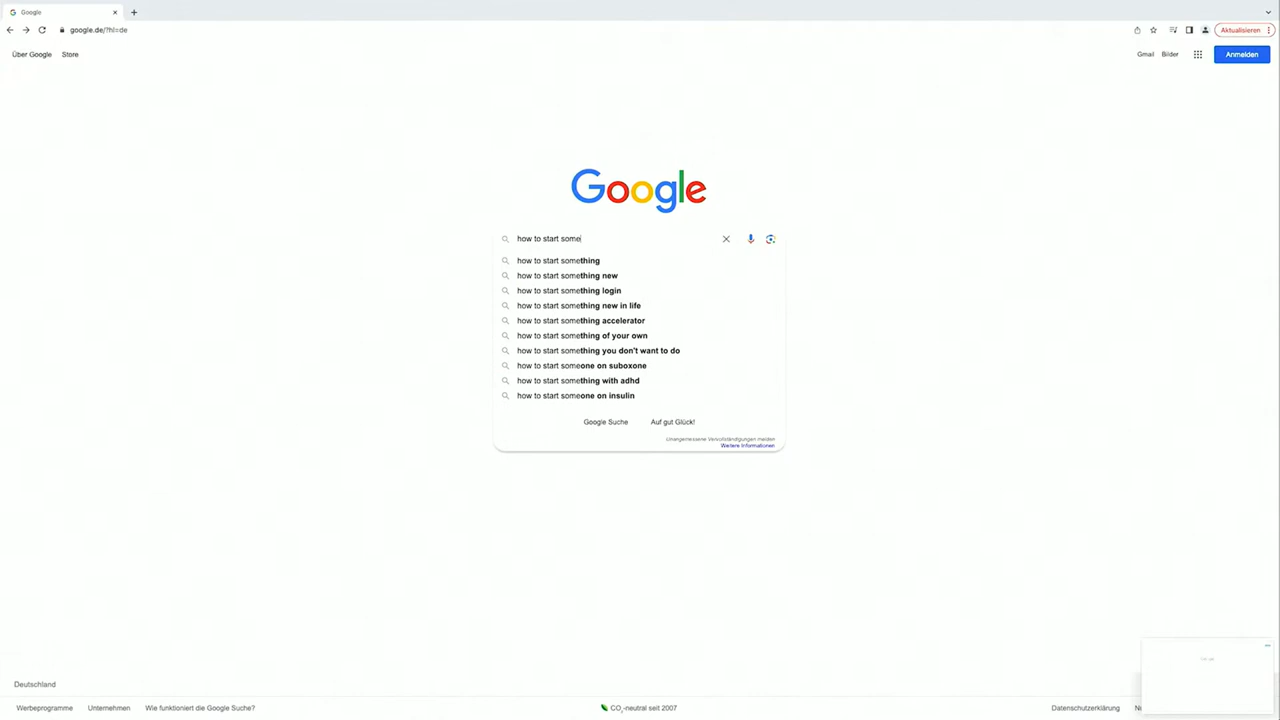 Google
google.de/?hl=de
Aktualisieren
Über Google Store
Gmail Bilder
Anmelden
Google
how to start some
how to start something
how to start something new
how to start something login
how to start something new in life
how to start something accelerator
how to start something of your own
how to start something you don't want to do
how to start someone on suboxone
how to start something with adhd
how to start someone on insulin
Google Suche Auf gut Glück!
Unangemessene Vervollständigungen melden
Weitere Informationen
Deutschland
Werbeprogramme Unternehmen Wie funktioniert die Google Suche?
CO₂-neutral seit 2007
Datenschutzerklärung